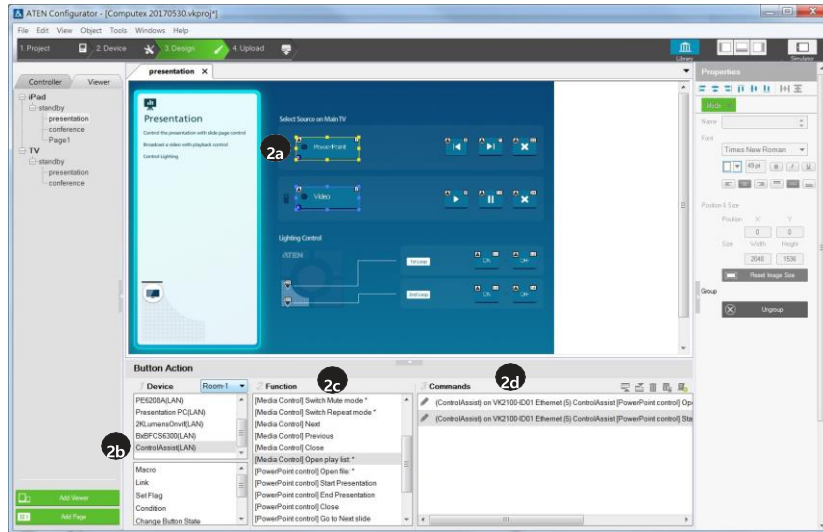 ATEN Configurator - [Computex 20170530.vkproj*]
File Edit View Object Tools Windows Help
1. Project 2. Device 3. Design 4. Upload
Library Simulator
Controller Viewer
iPad
standby
presentation
conference
Page1
TV
standby
presentation
conference
Add Viewer
Add Page
presentation X
Presentation
Control the presentation with slide page control
Broadcast a video with playback control
Control Lighting
Select Source on Main TV
2a
PowerPoint
Video
Lighting Control
ATEN
1st Loop
ON OFF
2nd Loop
ON OFF
Properties
Mode
Name
Font
Times New Roman
49 pt B I U
Position & Size
Position X Y
0 0
Size Width Height
2048 1536
Reset Image Size
Group
Ungroup
Button Action
1 Device Room-1
PE6208A(LAN)
Presentation PC(LAN)
2KLumensOnvif(LAN)
BxBFCS6300(LAN)
ControlAssist(LAN)
2b
Macro
Link
Set Flag
Condition
Change Button State
2 Function
2c
[Media Control] Switch Mute mode *
[Media Control] Switch Repeat mode *
[Media Control] Next
[Media Control] Previous
[Media Control] Close
[Media Control] Open play list: *
[PowerPoint control] Open file: *
[PowerPoint control] Start Presentation
[PowerPoint control] End Presentation
[PowerPoint control] Close
[PowerPoint control] Go to Next slide
3 Commands
2d
(ControlAssist) on VK2100-ID01 Ethernet (5) ControlAssist [PowerPoint control] Ope
(ControlAssist) on VK2100-ID01 Ethernet (5) ControlAssist [PowerPoint control] Sta